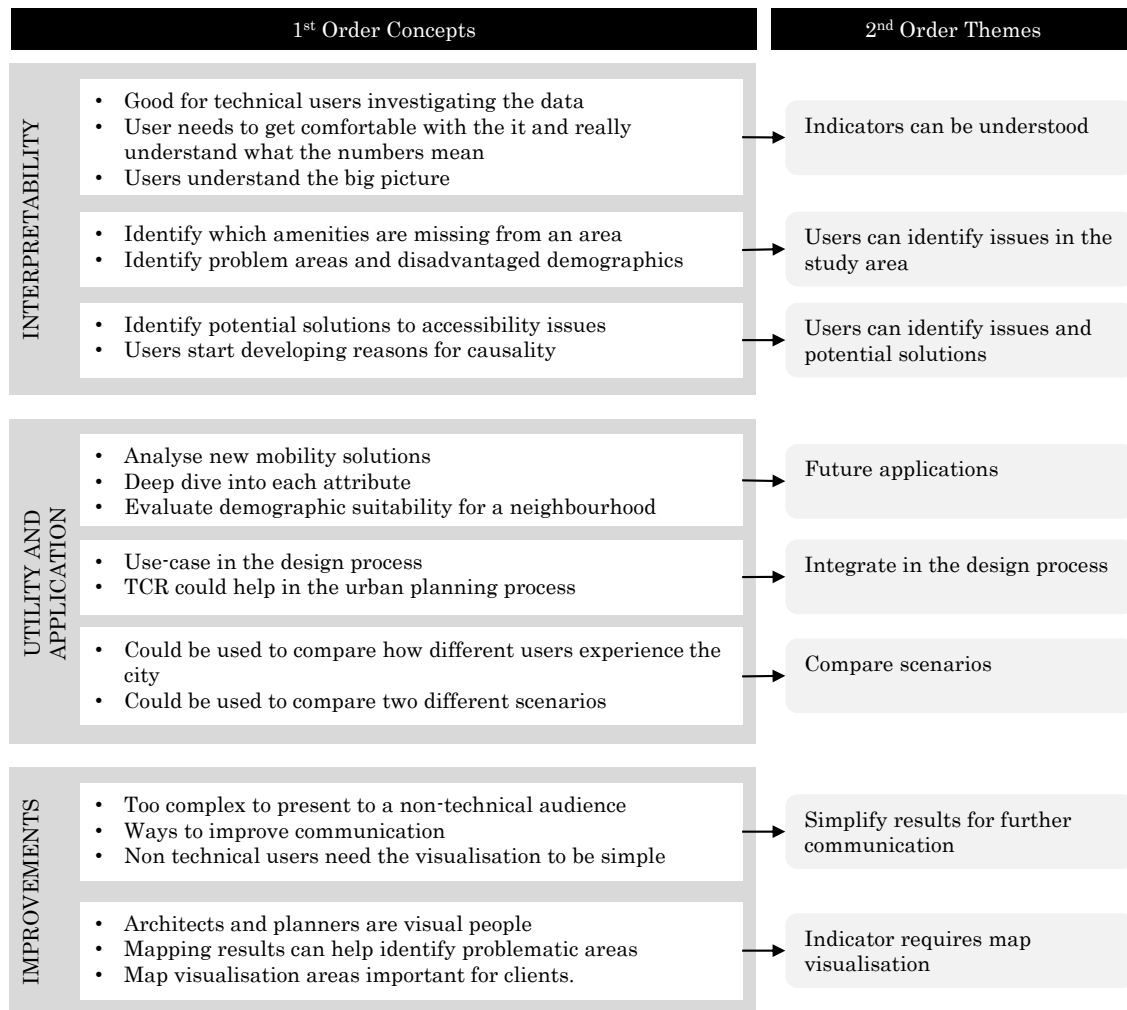 1st Order Concepts
2nd Order Themes
INTERPRETABILITY
• Good for technical users investigating the data
• User needs to get comfortable with the it and really
understand what the numbers mean
• Users understand the big picture
Indicators can be understood
• Identify which amenities are missing from an area
• Identify problem areas and disadvantaged demographics
Users can identify issues in the
study area
• Identify potential solutions to accessibility issues
• Users start developing reasons for causality
Users can identify issues and
potential solutions
UTILITY AND
APPLICATION
• Analyse new mobility solutions
• Deep dive into each attribute
• Evaluate demographic suitability for a neighbourhood
Future applications
• Use-case in the design process
• TCR could help in the urban planning process
Integrate in the design process
• Could be used to compare how different users experience the
city
• Could be used to compare two different scenarios
Compare scenarios
IMPROVEMENTS
• Too complex to present to a non-technical audience
• Ways to improve communication
• Non technical users need the visualisation to be simple
Simplify results for further
communication
• Architects and planners are visual people
• Mapping results can help identify problematic areas
• Map visualisation areas important for clients.
Indicator requires map
visualisation